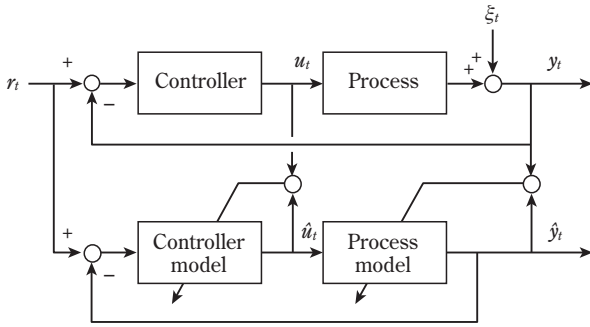 ξt
+
rt
+
−
Controller
ut
Process
+
yt
+
−
Controller
model
ût
Process
model
ŷt